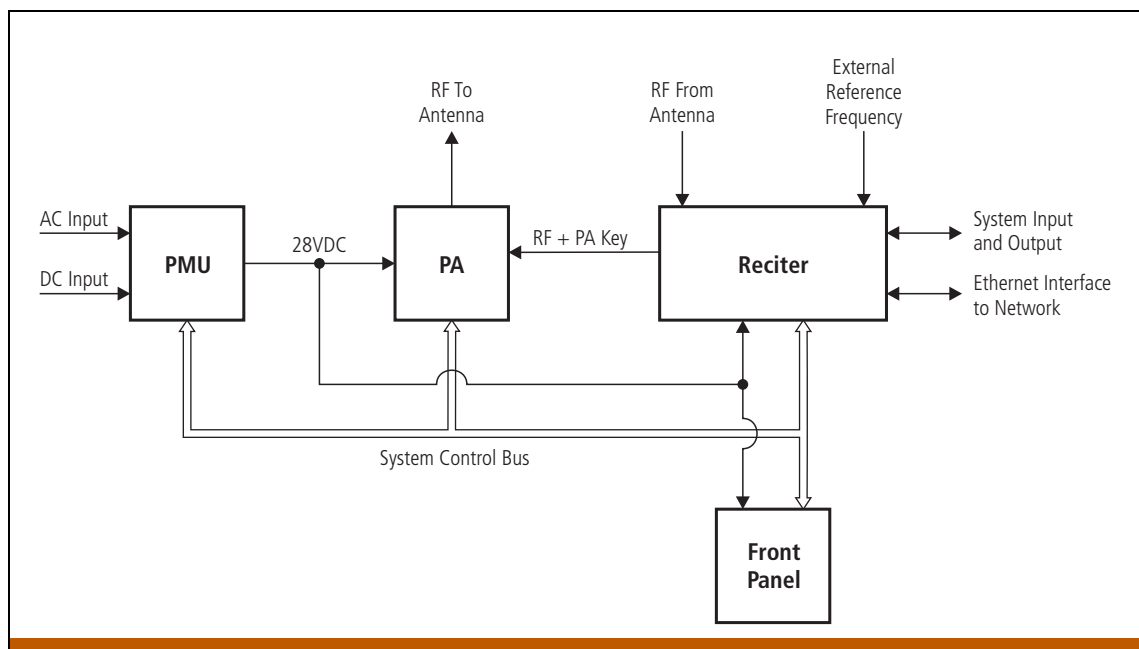 RF To
Antenna
RF From
Antenna
External
Reference
Frequency
AC Input
DC Input
PMU
28VDC
PA
RF + PA Key
Reciter
System Input
and Output
Ethernet Interface
to Network
System Control Bus
Front
Panel